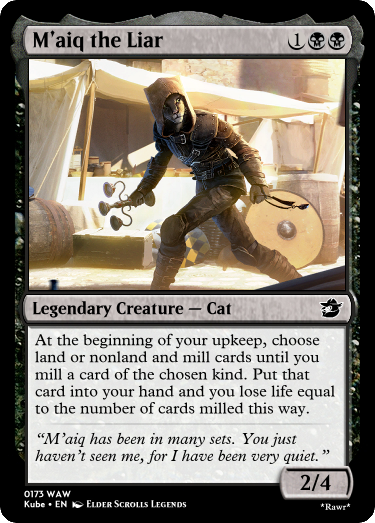 M'aiq the Liar
1
Legendary Creature — Cat
At the beginning of your upkeep, choose
land or nonland and mill cards until you
mill a card of the chosen kind. Put that
card into your hand and you lose life equal
to the number of cards milled this way.
“M’aiq has been in many sets. You just
haven’t seen me, for I have been very quiet.”
2/4
0173 WAW
Kube • EN Elder Scrolls Legends
*Rawr*